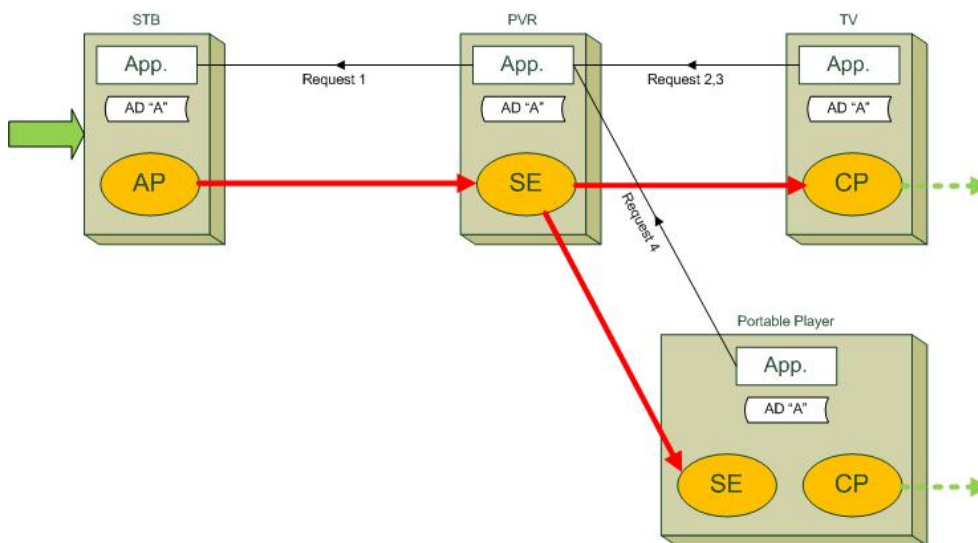 STB
PVR
TV
App.
Request 1
App.
Request 2,3
App.
AD “A”
AD “A”
AD “A”
AP
SE
CP
Request 4
Portable Player
App.
AD “A”
SE
CP